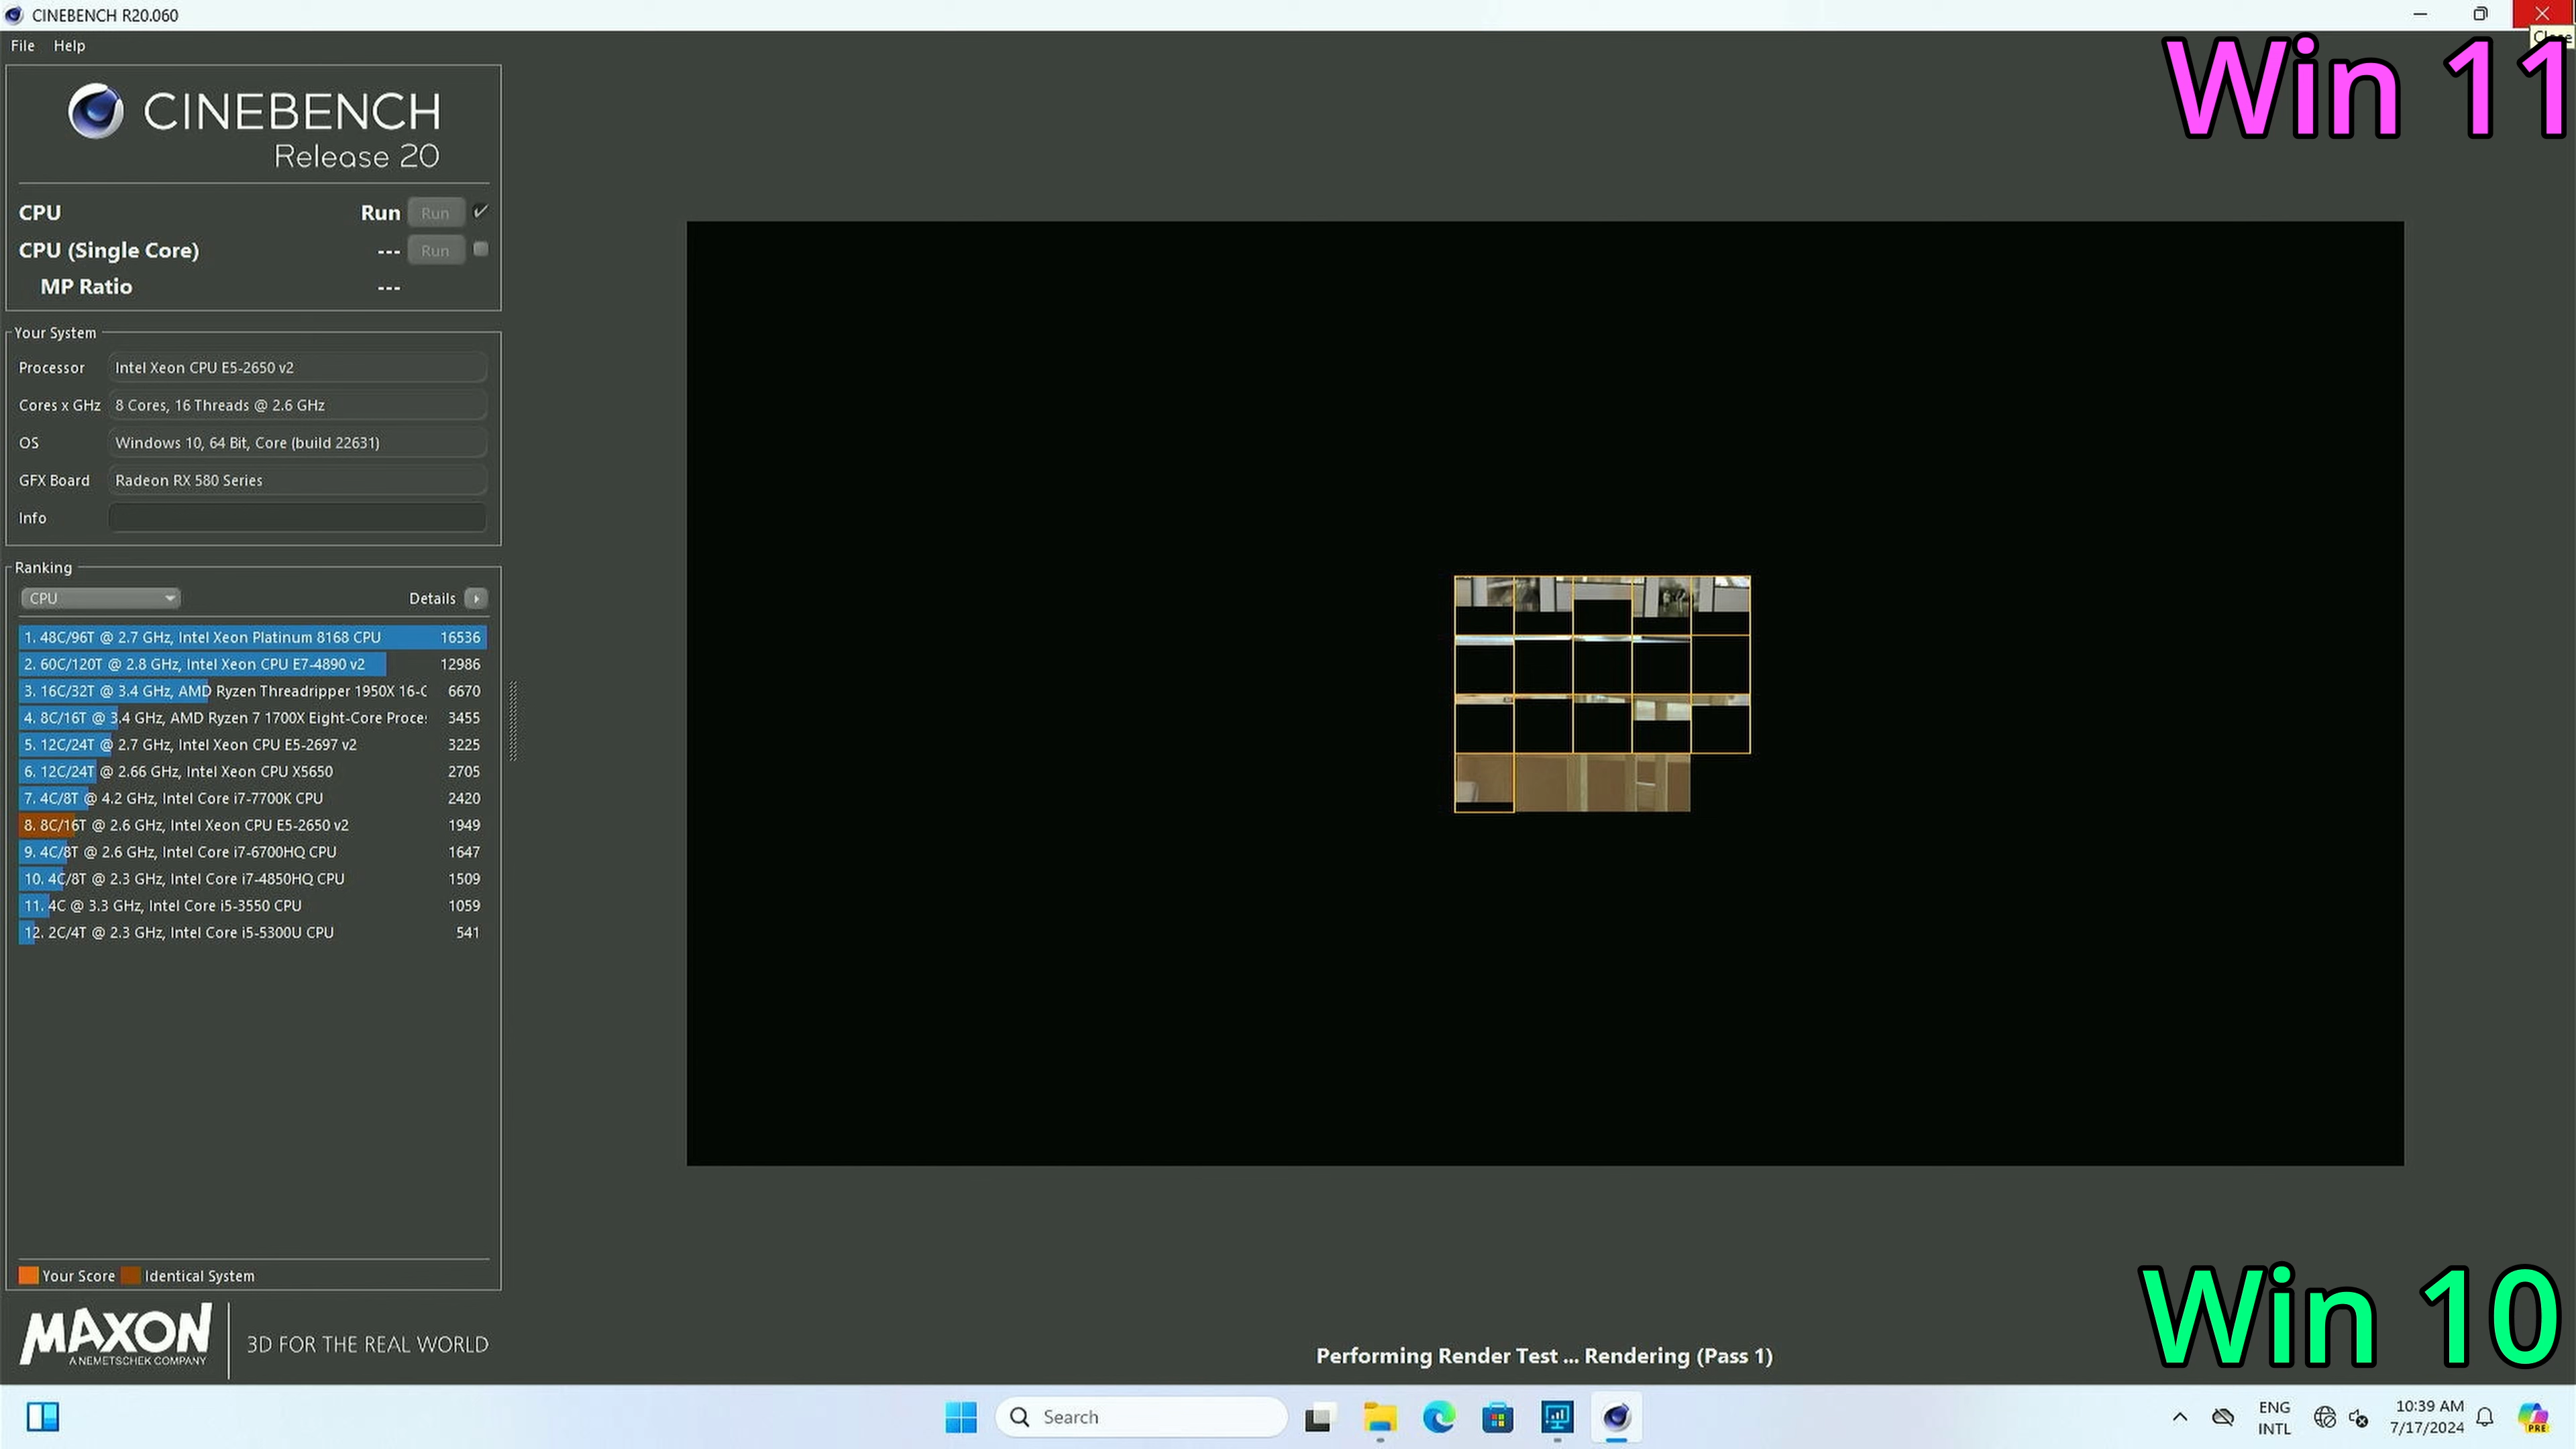 CINEBENCH R20.060
Close
Win 11
File Help
CINEBENCH
Release 20
CPU Run Run
CPU (Single Core) --- Run
MP Ratio ---
Your System
Processor Intel Xeon CPU E5-2650 v2
Cores x GHz 8 Cores, 16 Threads @ 2.6 GHz
OS Windows 10, 64 Bit, Core (build 22631)
GFX Board Radeon RX 580 Series
Info
Ranking
CPU Details
1. 48C/96T @ 2.7 GHz, Intel Xeon Platinum 8168 CPU 16536
2. 60C/120T @ 2.8 GHz, Intel Xeon CPU E7-4890 v2 12986
3. 16C/32T @ 3.4 GHz, AMD Ryzen Threadripper 1950X 16-C 6670
4. 8C/16T @ 3.4 GHz, AMD Ryzen 7 1700X Eight-Core Proce: 3455
5. 12C/24T @ 2.7 GHz, Intel Xeon CPU E5-2697 v2 3225
6. 12C/24T @ 2.66 GHz, Intel Xeon CPU X5650 2705
7. 4C/8T @ 4.2 GHz, Intel Core i7-7700K CPU 2420
8. 8C/16T @ 2.6 GHz, Intel Xeon CPU E5-2650 v2 1949
9. 4C/8T @ 2.6 GHz, Intel Core i7-6700HQ CPU 1647
10. 4C/8T @ 2.3 GHz, Intel Core i7-4850HQ CPU 1509
11. 4C @ 3.3 GHz, Intel Core i5-3550 CPU 1059
12. 2C/4T @ 2.3 GHz, Intel Core i5-5300U CPU 541
Your Score Identical System
MAXON
A NEMETSCHEK COMPANY
3D FOR THE REAL WORLD
Performing Render Test ... Rendering (Pass 1)
Win 10
Search
ENG
INTL
10:39 AM
7/17/2024
PRE